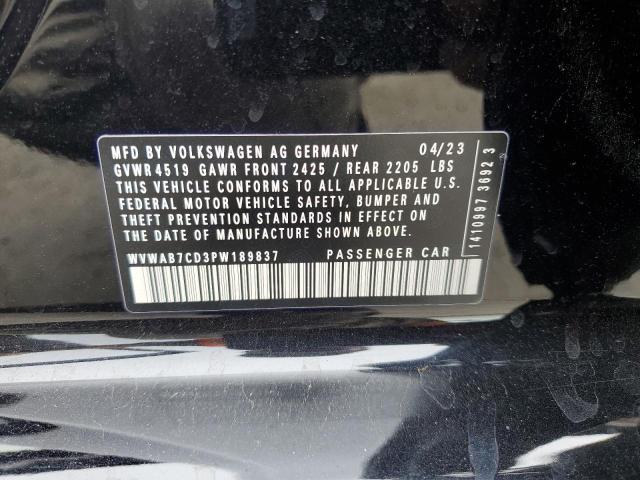 MFD BY VOLKSWAGEN AG GERMANY 04/23
GVWR 4519 GAWR FRONT 2425 / REAR 2205 LBS
THIS VEHICLE CONFORMS TO ALL APPLICABLE U.S.
FEDERAL MOTOR VEHICLE SAFETY, BUMPER AND
THEFT PREVENTION STANDARDS IN EFFECT ON
THE DATE OF MANUFACTURE SHOWN ABOVE.
WVWAB7CD3PW189837 PASSENGER CAR
1410997 3692 3